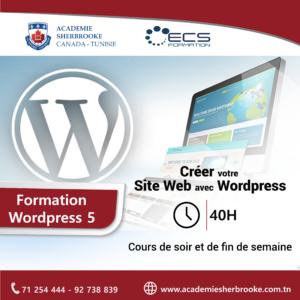 ACADEMIE
SHERBROOKE
CANADA - TUNISIE
ECS
FORMATION
Créer votre
Site Web avec Wordpress
Formation
Wordpress 5
40H
Cours de soir et de fin de semaine
71 254 444 - 92 738 839
www.academiesherbrooke.com.tn